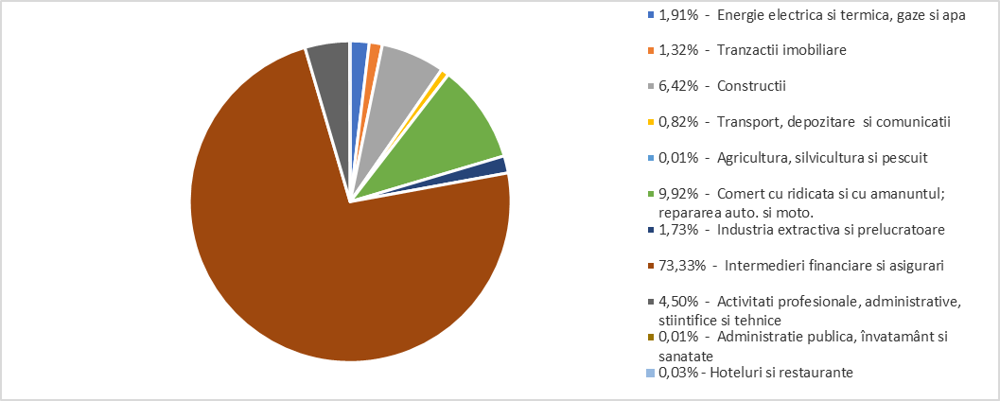 1,91% - Energie electrica si termica, gaze si apa
1,32% - Tranzactii imobiliare
6,42% - Constructii
0,82% - Transport, depozitare si comunicatii
0,01% - Agricultura, silvicultura si pescuit
9,92% - Comert cu ridicata si cu amanuntul;
repararea auto. si moto.
1,73% - Industria extractiva si prelucratoare
73,33% - Intermedieri financiare si asigurari
4,50% - Activitati profesionale, administrative,
stiintifice si tehnice
0,01% - Administratie publica, învatamânt si
sanatate
0,03% - Hoteluri si restaurante